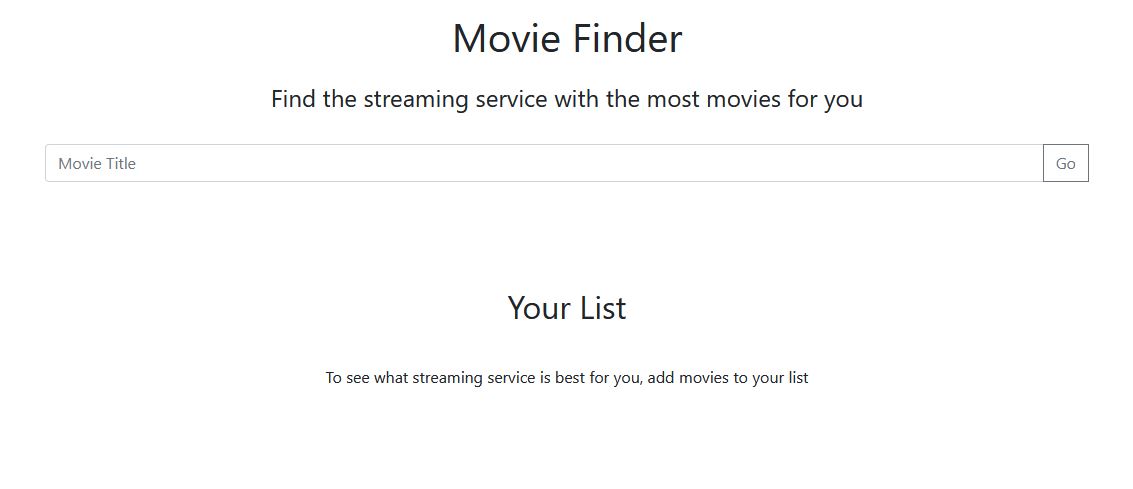 Movie Finder
Find the streaming service with the most movies for you
Movie Title
Go
Your List
To see what streaming service is best for you, add movies to your list